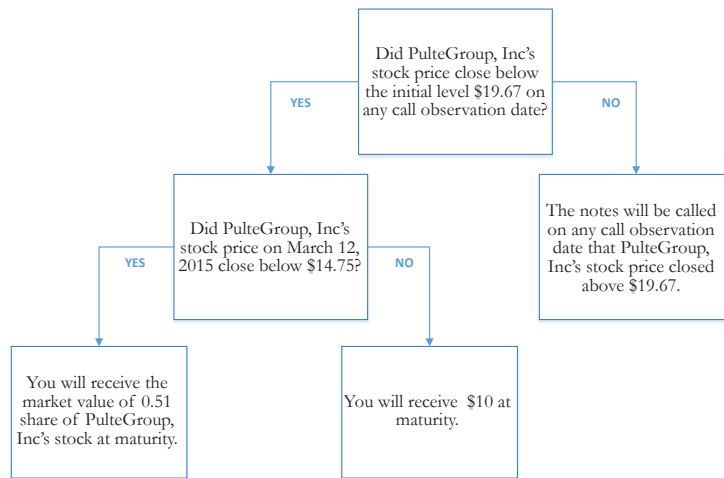 Did PulteGroup, Inc's
stock price close below
the initial level $19.67 on
any call observation date?
YES
NO
Did PulteGroup, Inc's
stock price on March 12,
2015 close below $14.75?
The notes will be called
on any call observation
date that PulteGroup,
Inc's stock price closed
above $19.67.
YES
NO
You will receive the
market value of 0.51
share of PulteGroup,
Inc's stock at maturity.
You will receive $10 at
maturity.